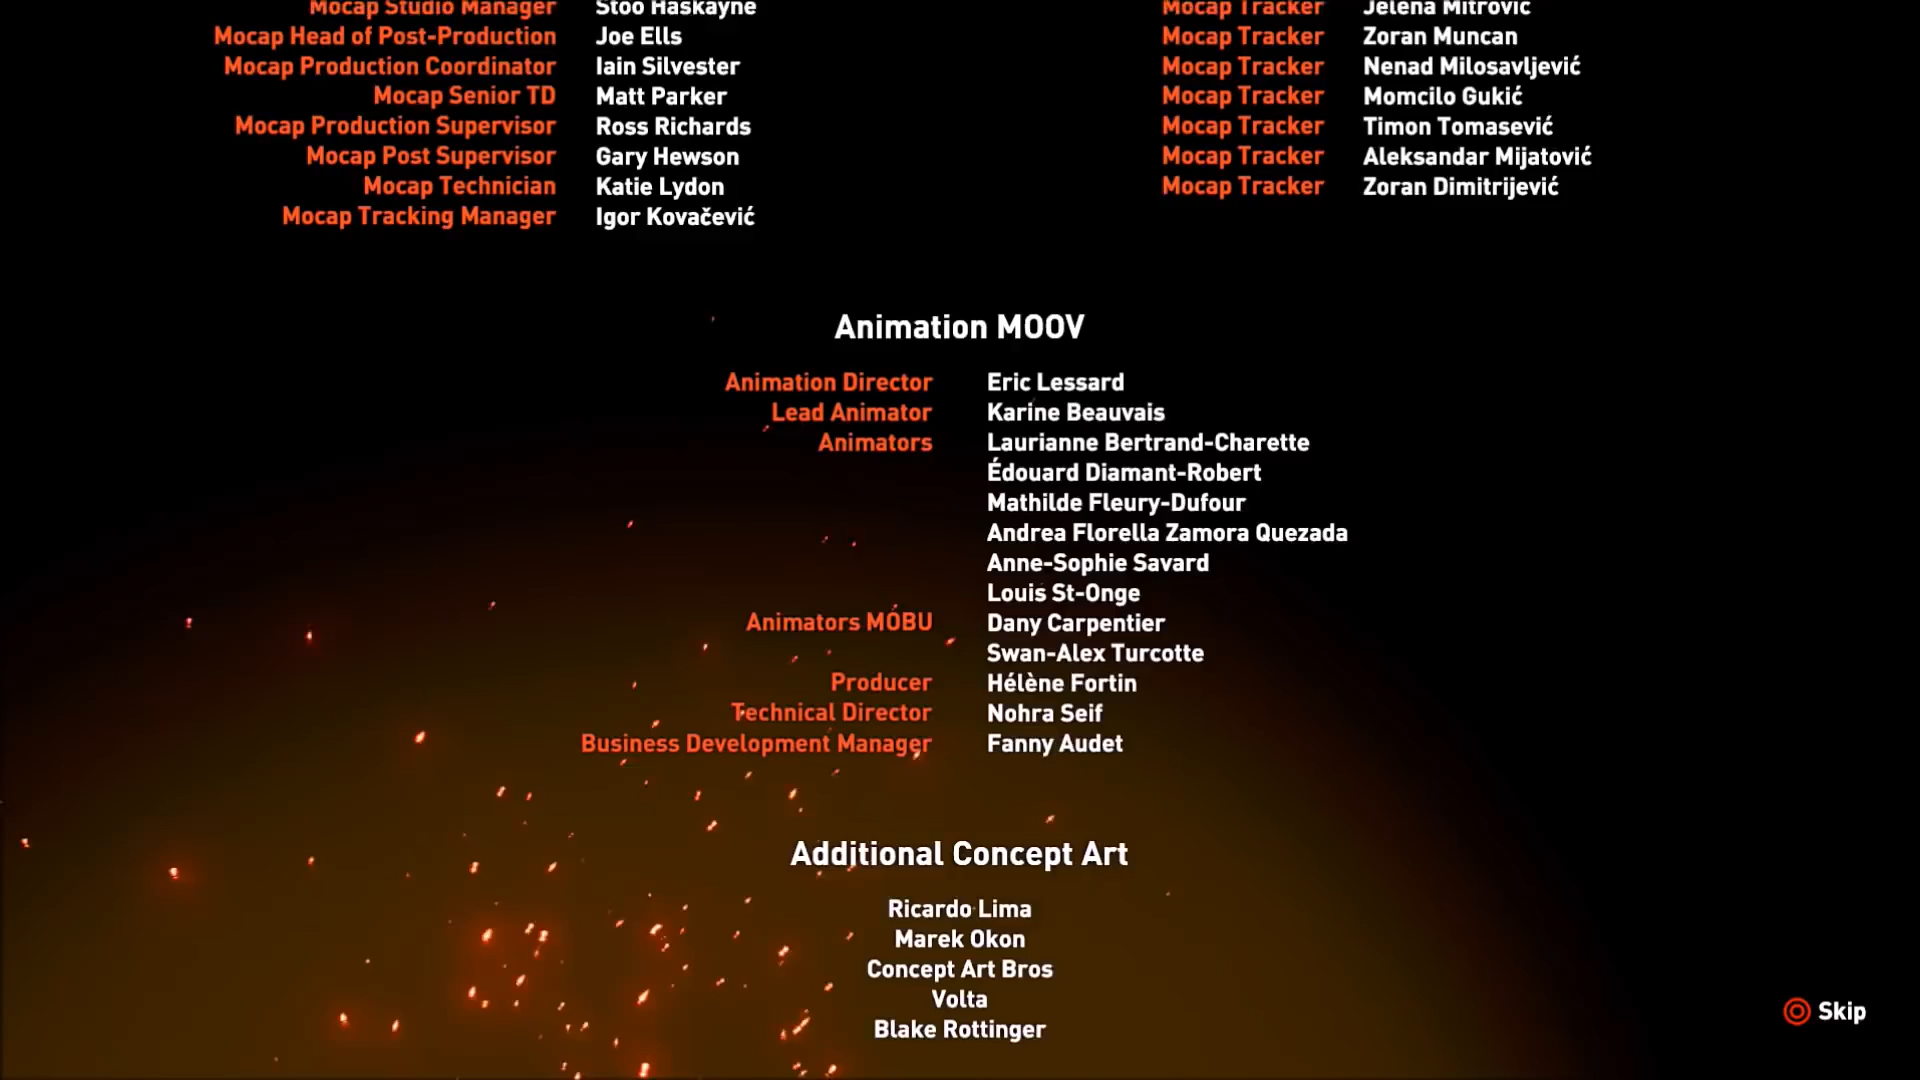 Mocap Studio Manager Stoo Haskayne
Mocap Head of Post-Production Joe Ells
Mocap Production Coordinator Iain Silvester
Mocap Senior TD Matt Parker
Mocap Production Supervisor Ross Richards
Mocap Post Supervisor Gary Hewson
Mocap Technician Katie Lydon
Mocap Tracking Manager Igor Kovačević
Mocap Tracker Jelena Mitrović
Mocap Tracker Zoran Muncan
Mocap Tracker Nenad Milosavljević
Mocap Tracker Momcilo Gukić
Mocap Tracker Timon Tomasević
Mocap Tracker Aleksandar Mijatović
Mocap Tracker Zoran Dimitrijević
Animation MOOV
Animation Director Eric Lessard
Lead Animator Karine Beauvais
Animators Laurianne Bertrand-Charette
Édouard Diamant-Robert
Mathilde Fleury-Dufour
Andrea Florella Zamora Quezada
Anne-Sophie Savard
Louis St-Onge
Animators MOBU Dany Carpentier
Swan-Alex Turcotte
Producer Hélène Fortin
Technical Director Nohra Seif
Business Development Manager Fanny Audet
Additional Concept Art
Ricardo Lima
Marek Okon
Concept Art Bros
Volta
Blake Rottinger
Skip